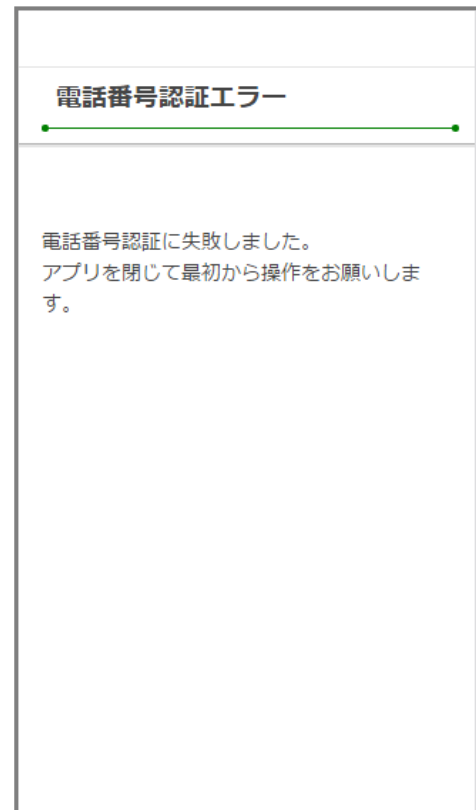 電話番号認証エラー
電話番号認証に失敗しました。
アプリを閉じて最初から操作をお願いしま
す。